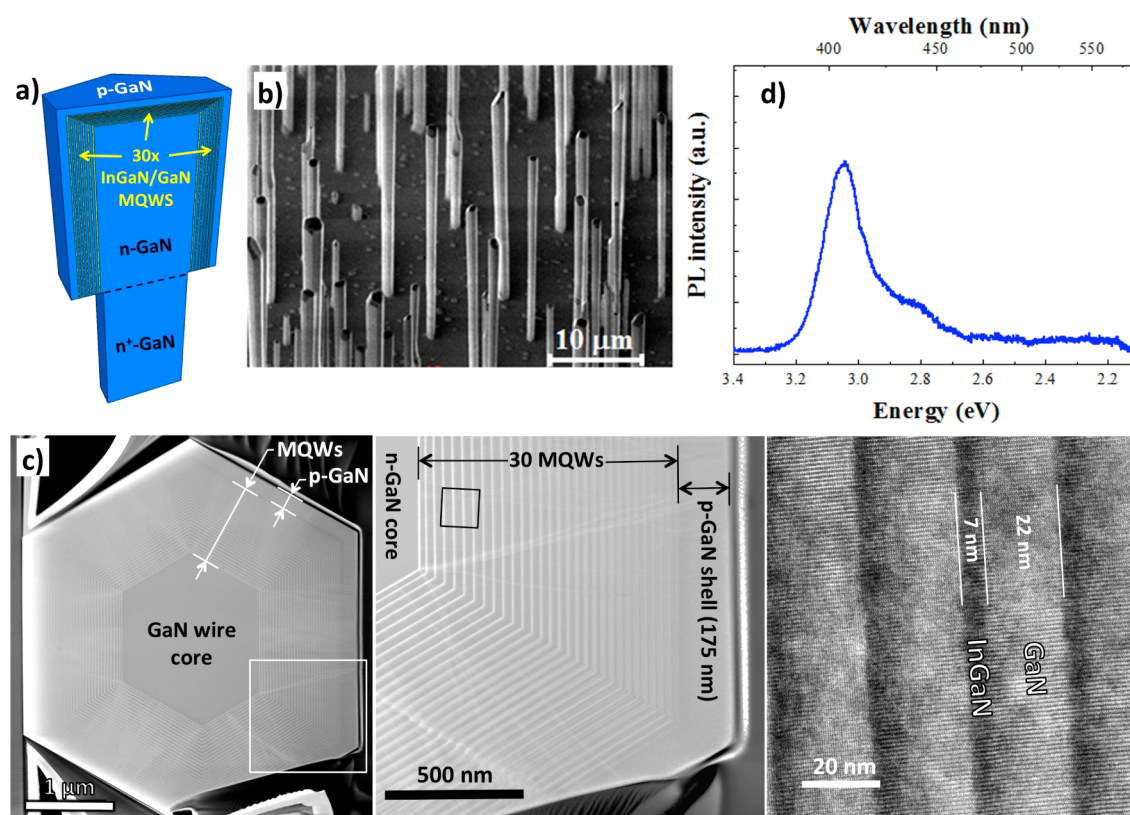 a)
p-GaN
30x
InGaN/GaN
MQWS
n-GaN
n⁺-GaN
b)
10 µm
Wavelength (nm)
400
450
500
550
d)
PL intensity (a.u.)
3.4
3.2
3.0
2.8
2.6
2.4
2.2
Energy (eV)
c)
MQWs
p-GaN
GaN wire
core
1 µm
n-GaN core
30 MQWs
p-GaN shell (175 nm)
500 nm
7 nm
22 nm
InGaN
GaN
20 nm